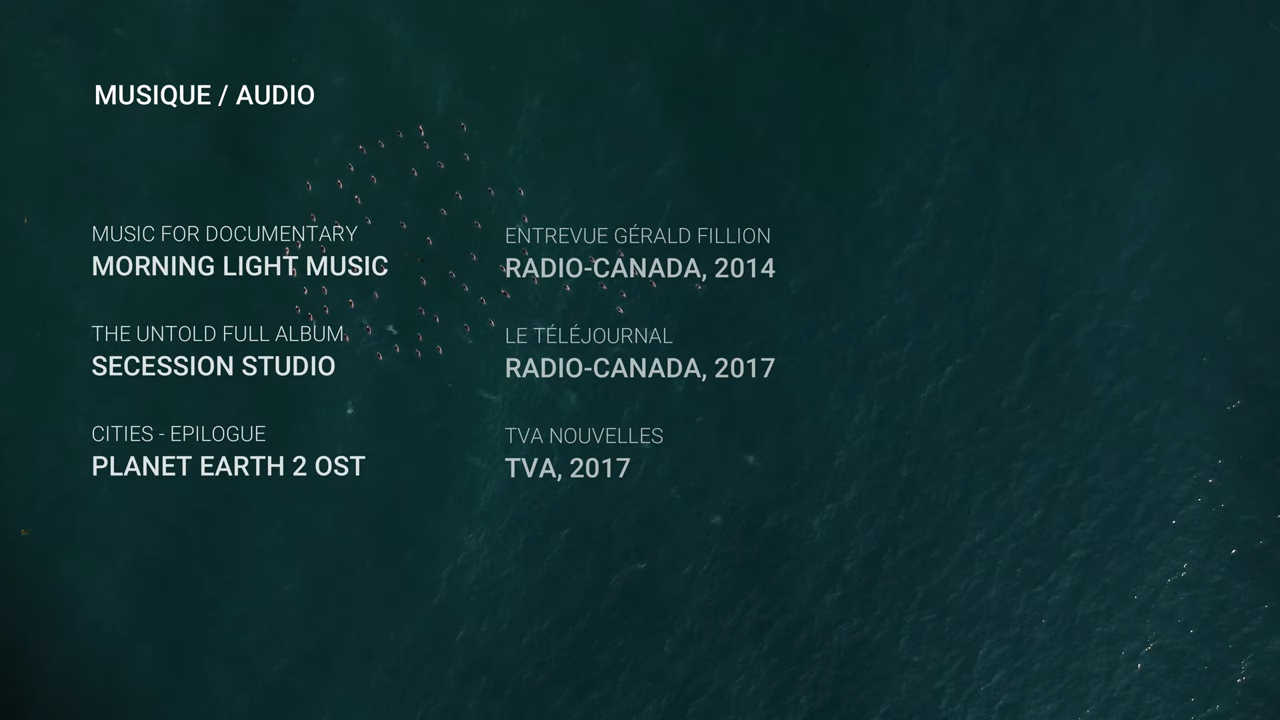 MUSIQUE / AUDIO
MUSIC FOR DOCUMENTARY
MORNING LIGHT MUSIC
THE UNTOLD FULL ALBUM
SECESSION STUDIO
CITIES - EPILOGUE
PLANET EARTH 2 OST
ENTREVUE GÉRALD FILLION
RADIO-CANADA, 2014
LE TÉLÉJOURNAL
RADIO-CANADA, 2017
TVA NOUVELLES
TVA, 2017